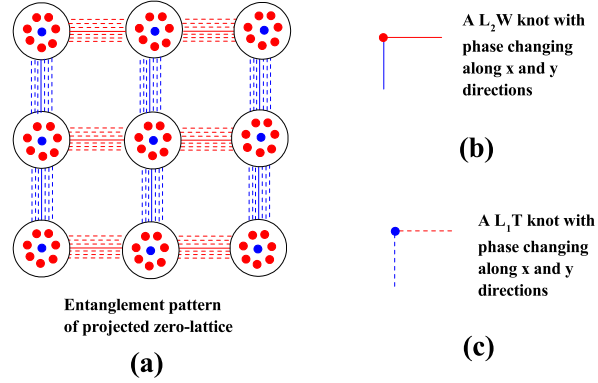 A L2W knot with
phase changing
along x and y
directions
(b)
A L1T knot with
phase changing
along x and y
directions
(c)
Entanglement pattern
of projected zero-lattice
(a)